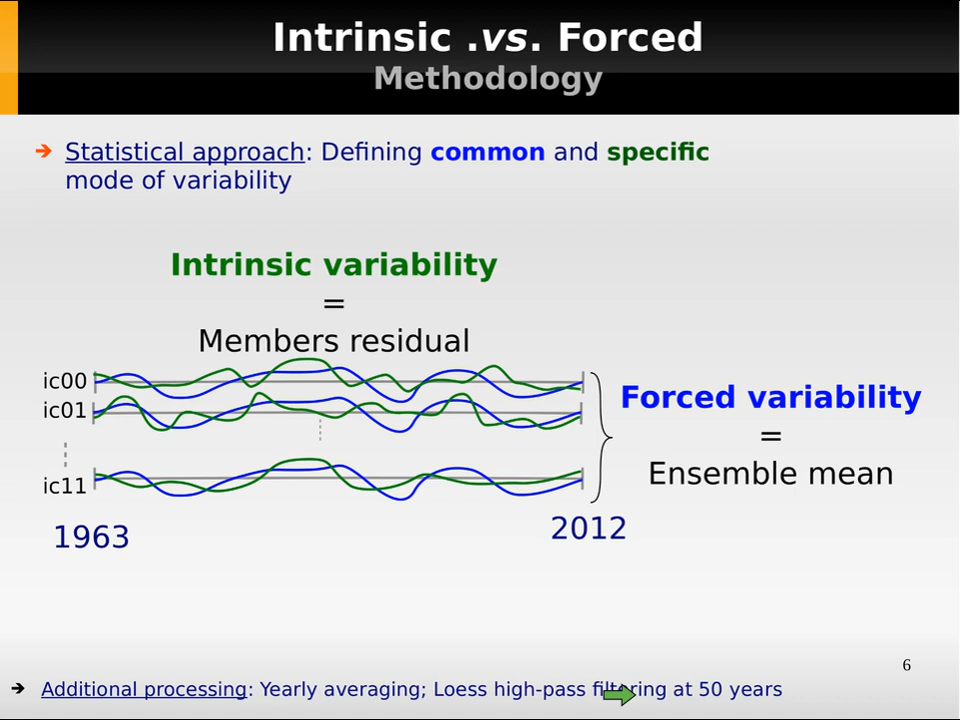 Intrinsic .vs. Forced
Methodology
Statistical approach: Defining common and specific
mode of variability
Intrinsic variability
=
Members residual
ic00
ic01
ic11
Forced variability
=
Ensemble mean
1963
2012
6
Additional processing: Yearly averaging; Loess high-pass filtering at 50 years